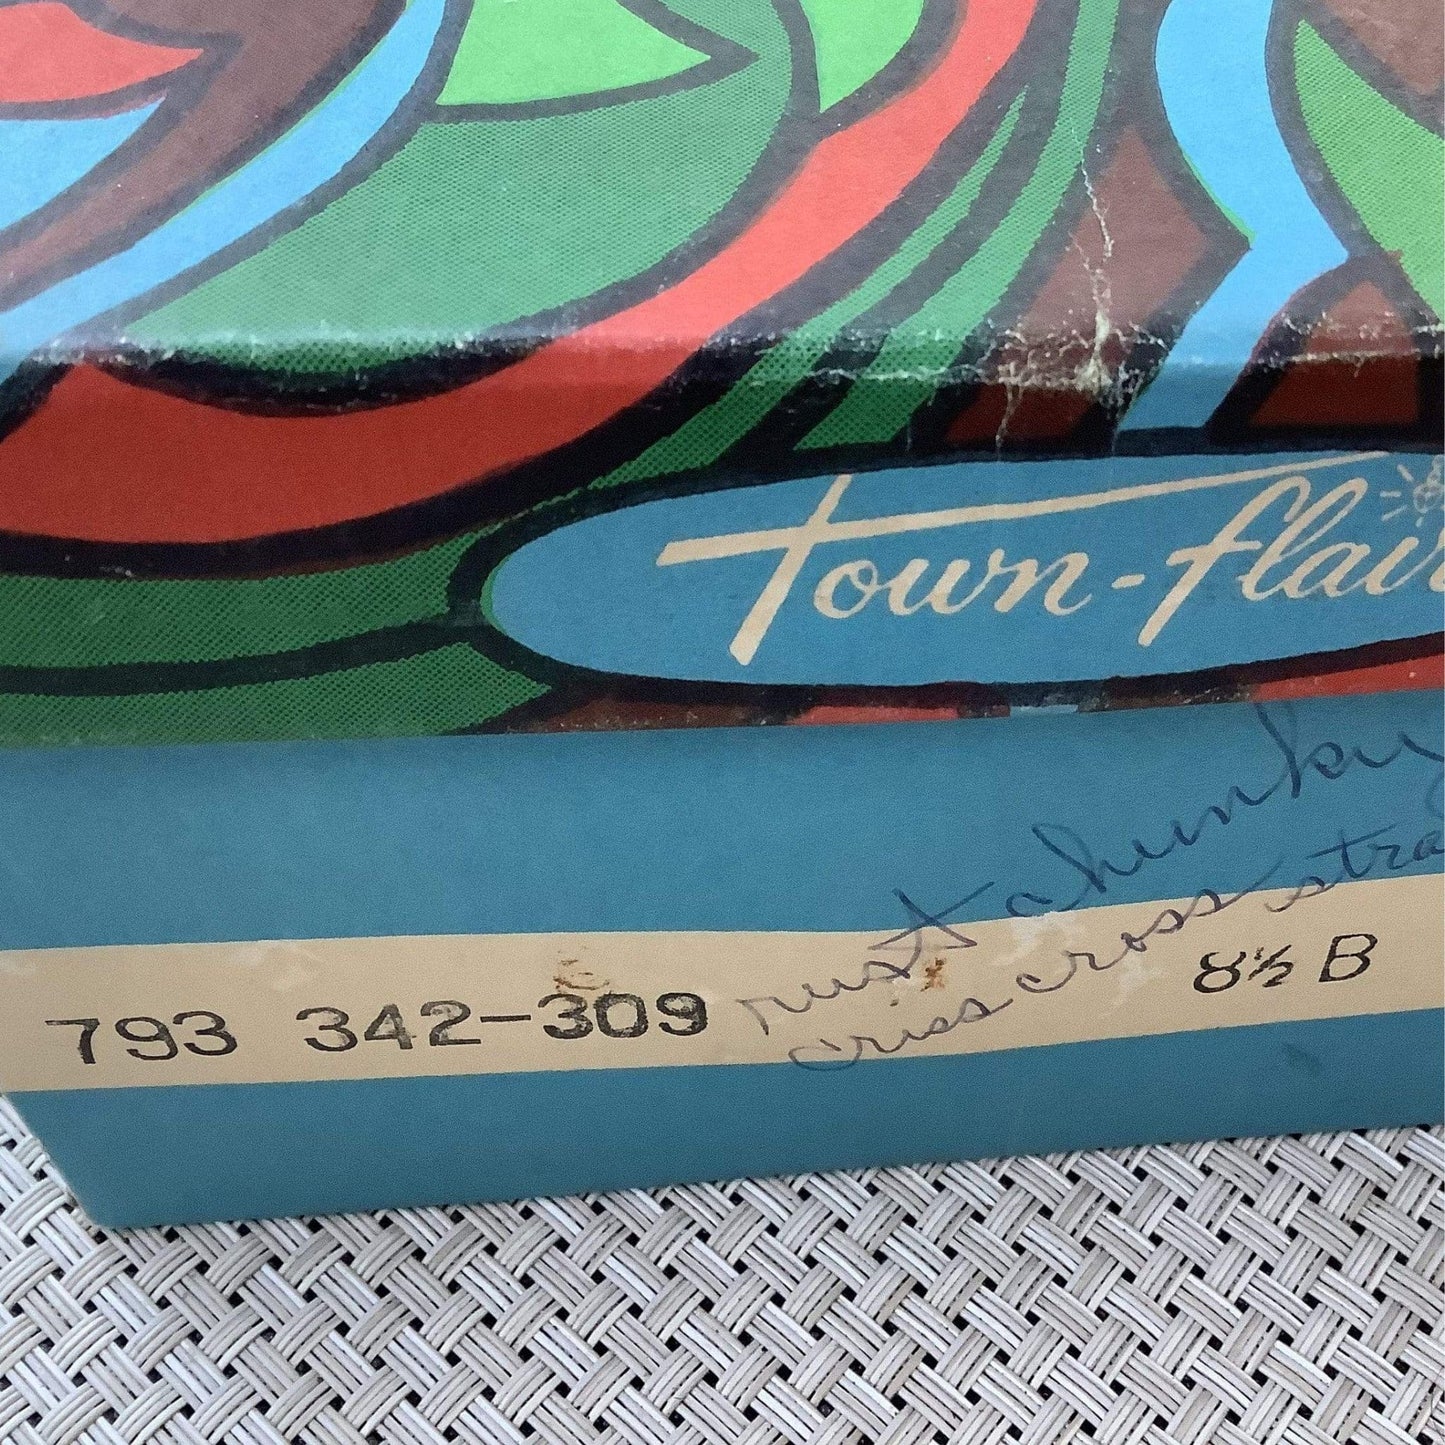 Town-flair
rust chunky
criss cross stra
793 342-309 8½ B